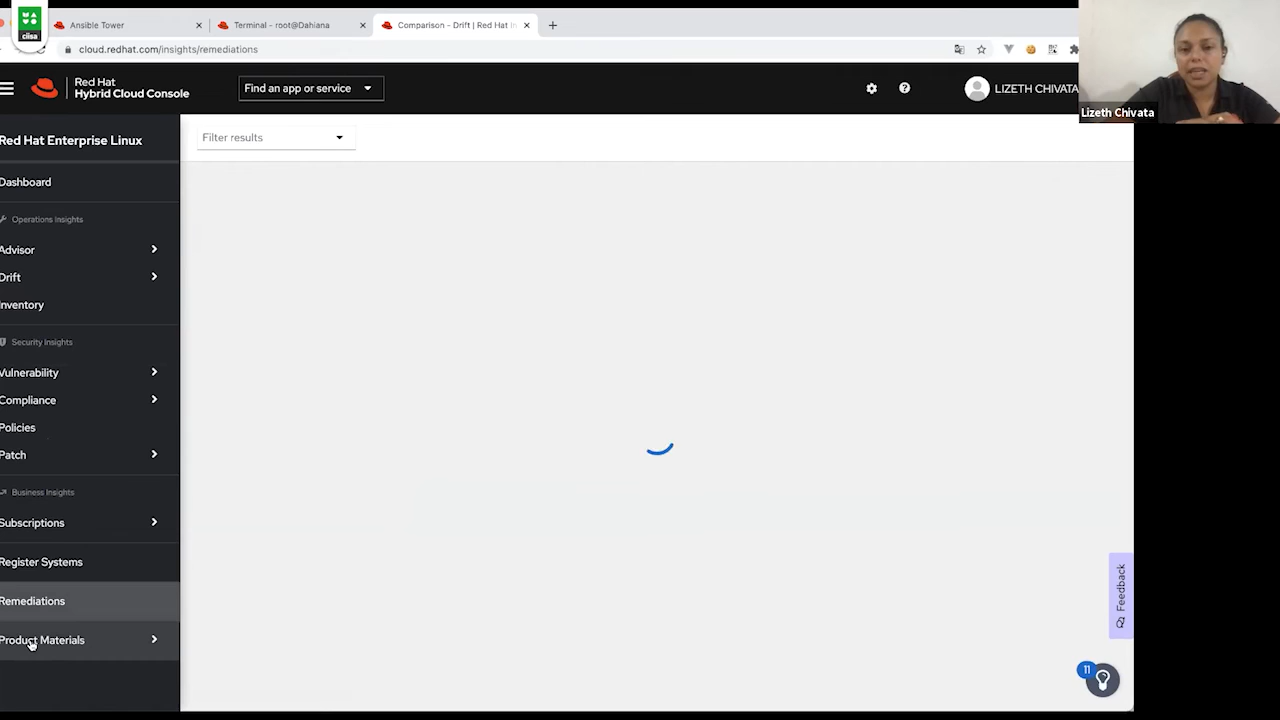 clisa
Ansible Tower
Terminal - root@Dahiana
Comparison - Drift | Red Hat In
cloud.redhat.com/insights/remediations
Red Hat
Hybrid Cloud Console
Find an app or service
LIZETH CHIVATA
Lizeth Chivata
Red Hat Enterprise Linux
Filter results
Dashboard
Operations Insights
Advisor
Drift
Inventory
Security Insights
Vulnerability
Compliance
Policies
Patch
Business Insights
Subscriptions
Register Systems
Remediations
Product Materials
Feedback
11